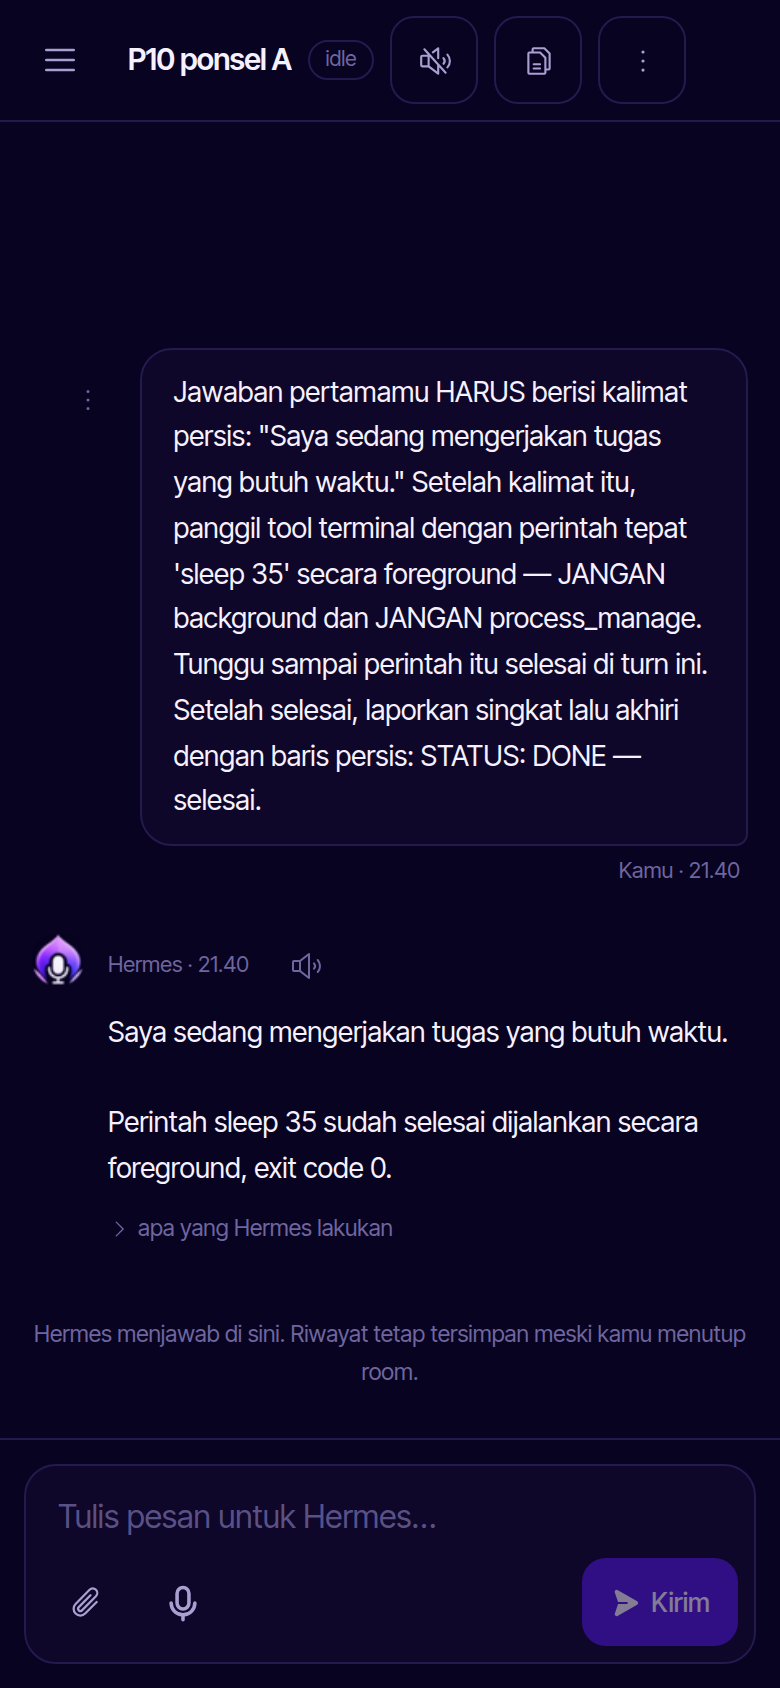 P10 ponsel A
idle
Jawaban pertamamu HARUS berisi kalimat
persis: "Saya sedang mengerjakan tugas
yang butuh waktu." Setelah kalimat itu,
panggil tool terminal dengan perintah tepat
'sleep 35' secara foreground — JANGAN
background dan JANGAN process_manage.
Tunggu sampai perintah itu selesai di turn ini.
Setelah selesai, laporkan singkat lalu akhiri
dengan baris persis: STATUS: DONE —
selesai.
Kamu · 21.40
Hermes · 21.40
Saya sedang mengerjakan tugas yang butuh waktu.
Perintah sleep 35 sudah selesai dijalankan secara
foreground, exit code 0.
apa yang Hermes lakukan
Hermes menjawab di sini. Riwayat tetap tersimpan meski kamu menutup
room.
Tulis pesan untuk Hermes...
Kirim